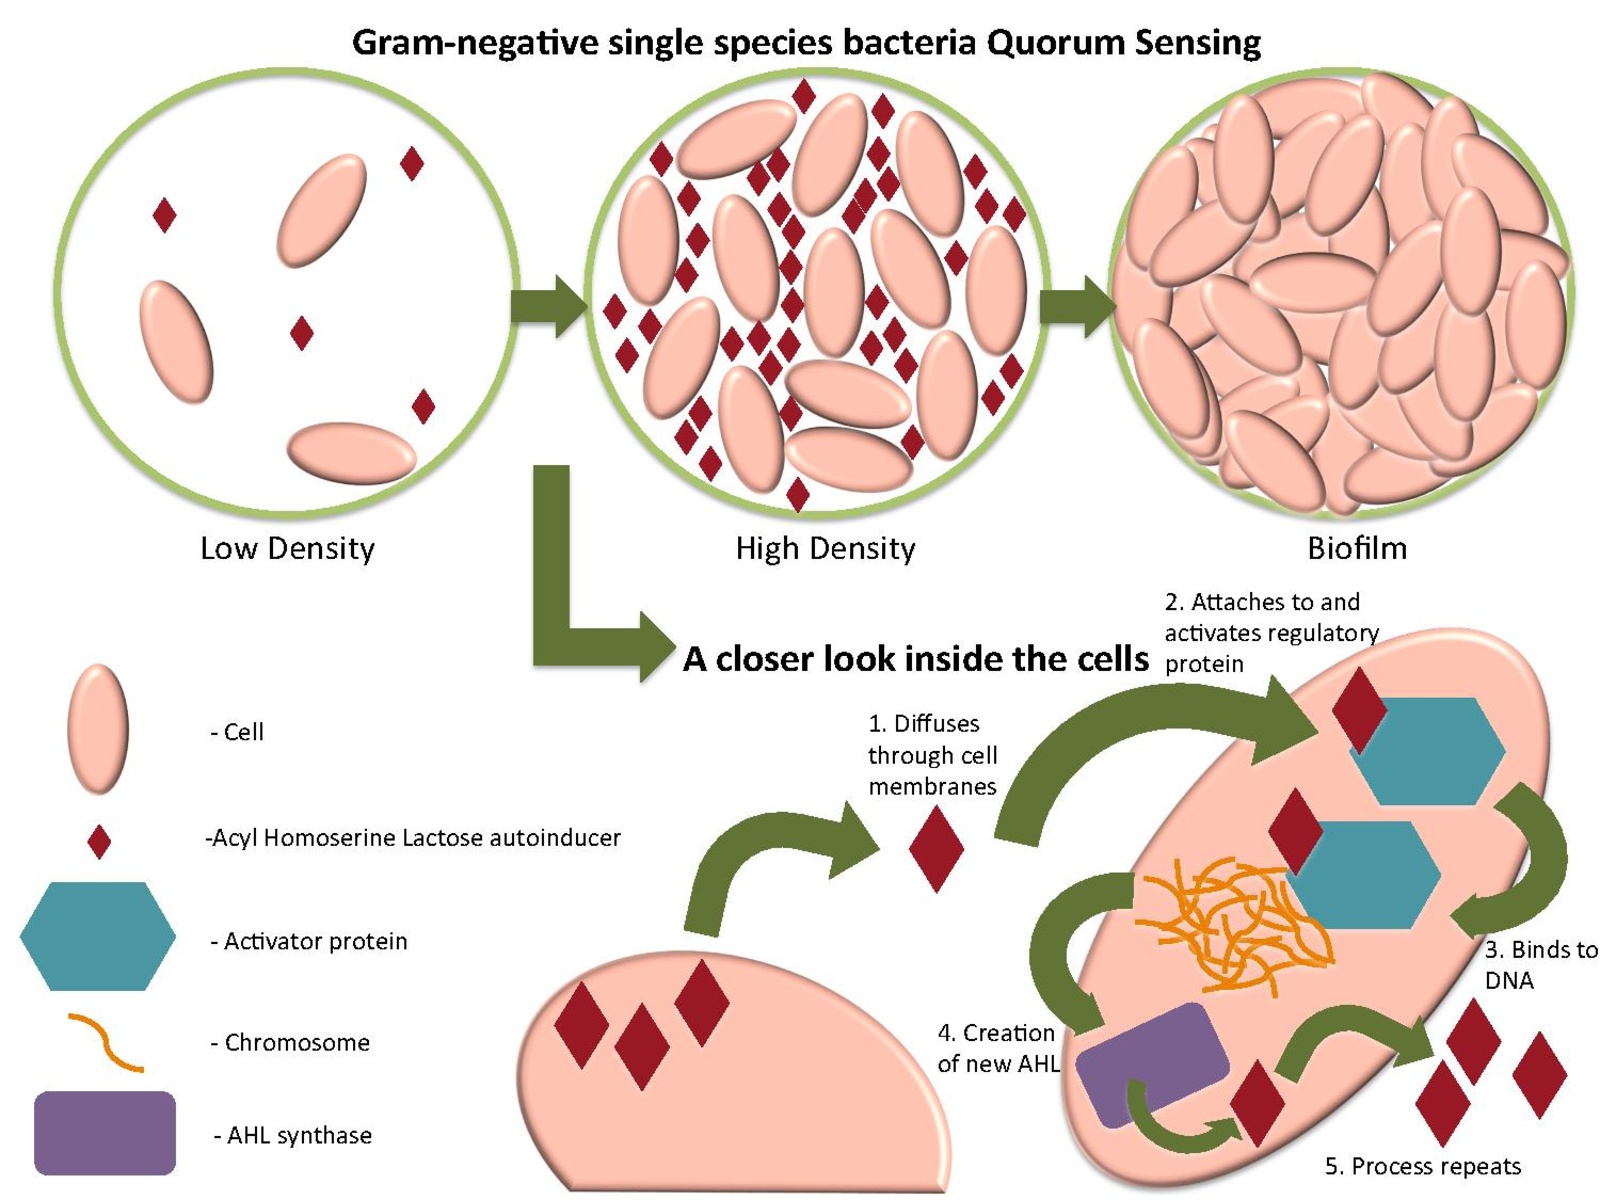 Gram-negative single species bacteria Quorum Sensing
Low Density
High Density
Biofilm
A closer look inside the cells
- Cell
-Acyl Homoserine Lactose autoinducer
- Activator protein
- Chromosome
- AHL synthase
1. Diffuses
through cell
membranes
2. Attaches to and
activates regulatory
protein
3. Binds to
DNA
4. Creation
of new AHL
5. Process repeats